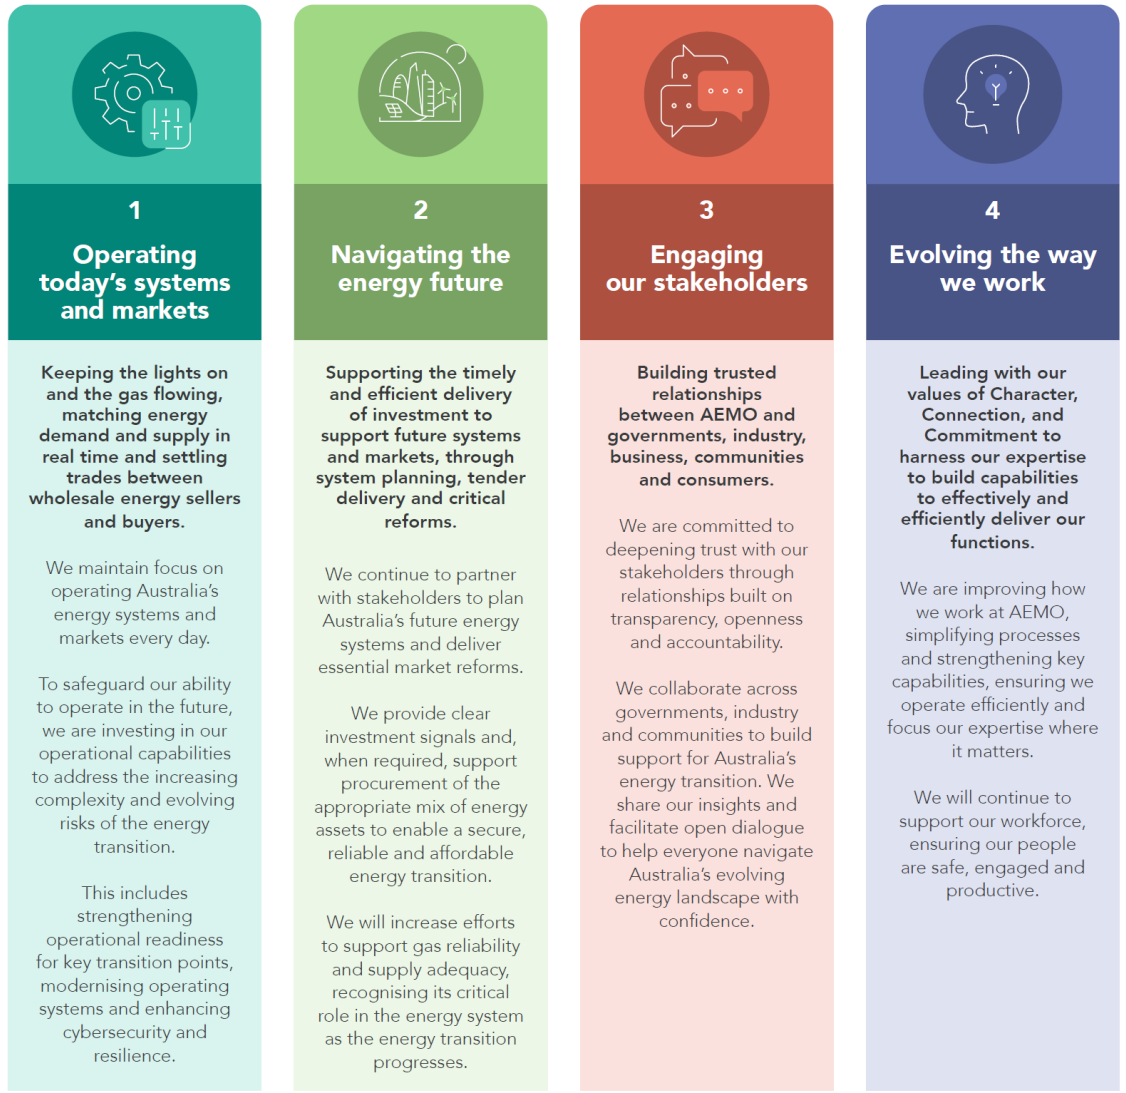 1
Operating
today’s systems
and markets
Keeping the lights on
and the gas flowing,
matching energy
demand and supply in
real time and settling
trades between
wholesale energy sellers
and buyers.
We maintain focus on
operating Australia’s
energy systems and
markets every day.
To safeguard our ability
to operate in the future,
we are investing in our
operational capabilities
to address the increasing
complexity and evolving
risks of the energy
transition.
This includes
strengthening
operational readiness
for key transition points,
modernising operating
systems and enhancing
cybersecurity and
resilience.
2
Navigating the
energy future
Supporting the timely
and efficient delivery
of investment to
support future systems
and markets, through
system planning, tender
delivery and critical
reforms.
We continue to partner
with stakeholders to plan
Australia’s future energy
systems and deliver
essential market reforms.
We provide clear
investment signals and,
when required, support
procurement of the
appropriate mix of energy
assets to enable a secure,
reliable and affordable
energy transition.
We will increase efforts
to support gas reliability
and supply adequacy,
recognising its critical
role in the energy system
as the energy transition
progresses.
3
Engaging
our stakeholders
Building trusted
relationships
between AEMO and
governments, industry,
business, communities
and consumers.
We are committed to
deepening trust with our
stakeholders through
relationships built on
transparency, openness
and accountability.
We collaborate across
governments, industry
and communities to build
support for Australia’s
energy transition. We
share our insights and
facilitate open dialogue
to help everyone navigate
Australia’s evolving
energy landscape with
confidence.
4
Evolving the way
we work
Leading with our
values of Character,
Connection, and
Commitment to
harness our expertise
to build capabilities
to effectively and
efficiently deliver our
functions.
We are improving how
we work at AEMO,
simplifying processes
and strengthening key
capabilities, ensuring we
operate efficiently and
focus our expertise where
it matters.
We will continue to
support our workforce,
ensuring our people
are safe, engaged and
productive.